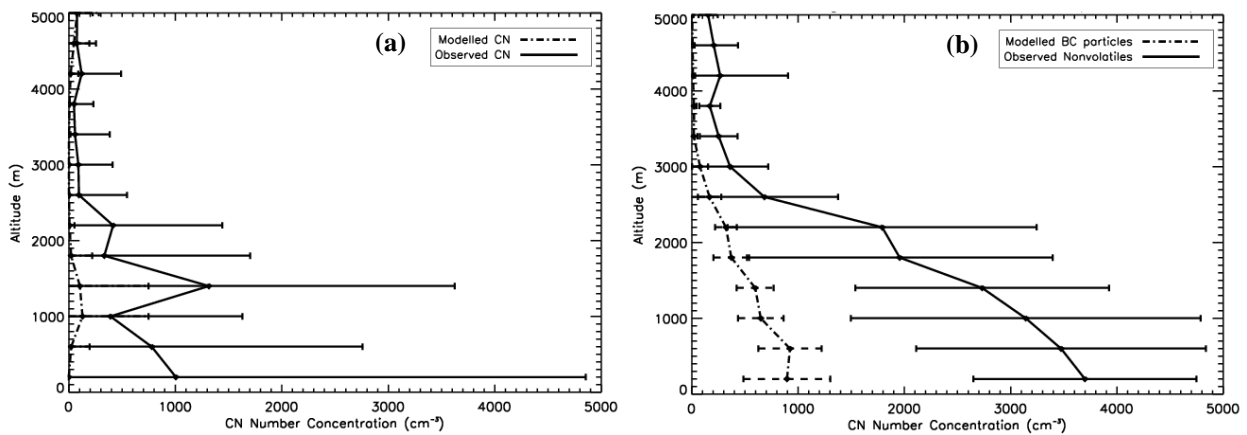 (a)
Modelled CN
Observed CN
5000
4000
3000
2000
1000
0
Altitude (m)
0 1000 2000 3000 4000 5000
CN Number Concentration (cm⁻³)
(b)
Modelled BC particles
Observed Nonvolatiles
5000
4000
3000
2000
1000
0
Altitude (m)
0 1000 2000 3000 4000 5000
CN Number Concentration (cm⁻³)